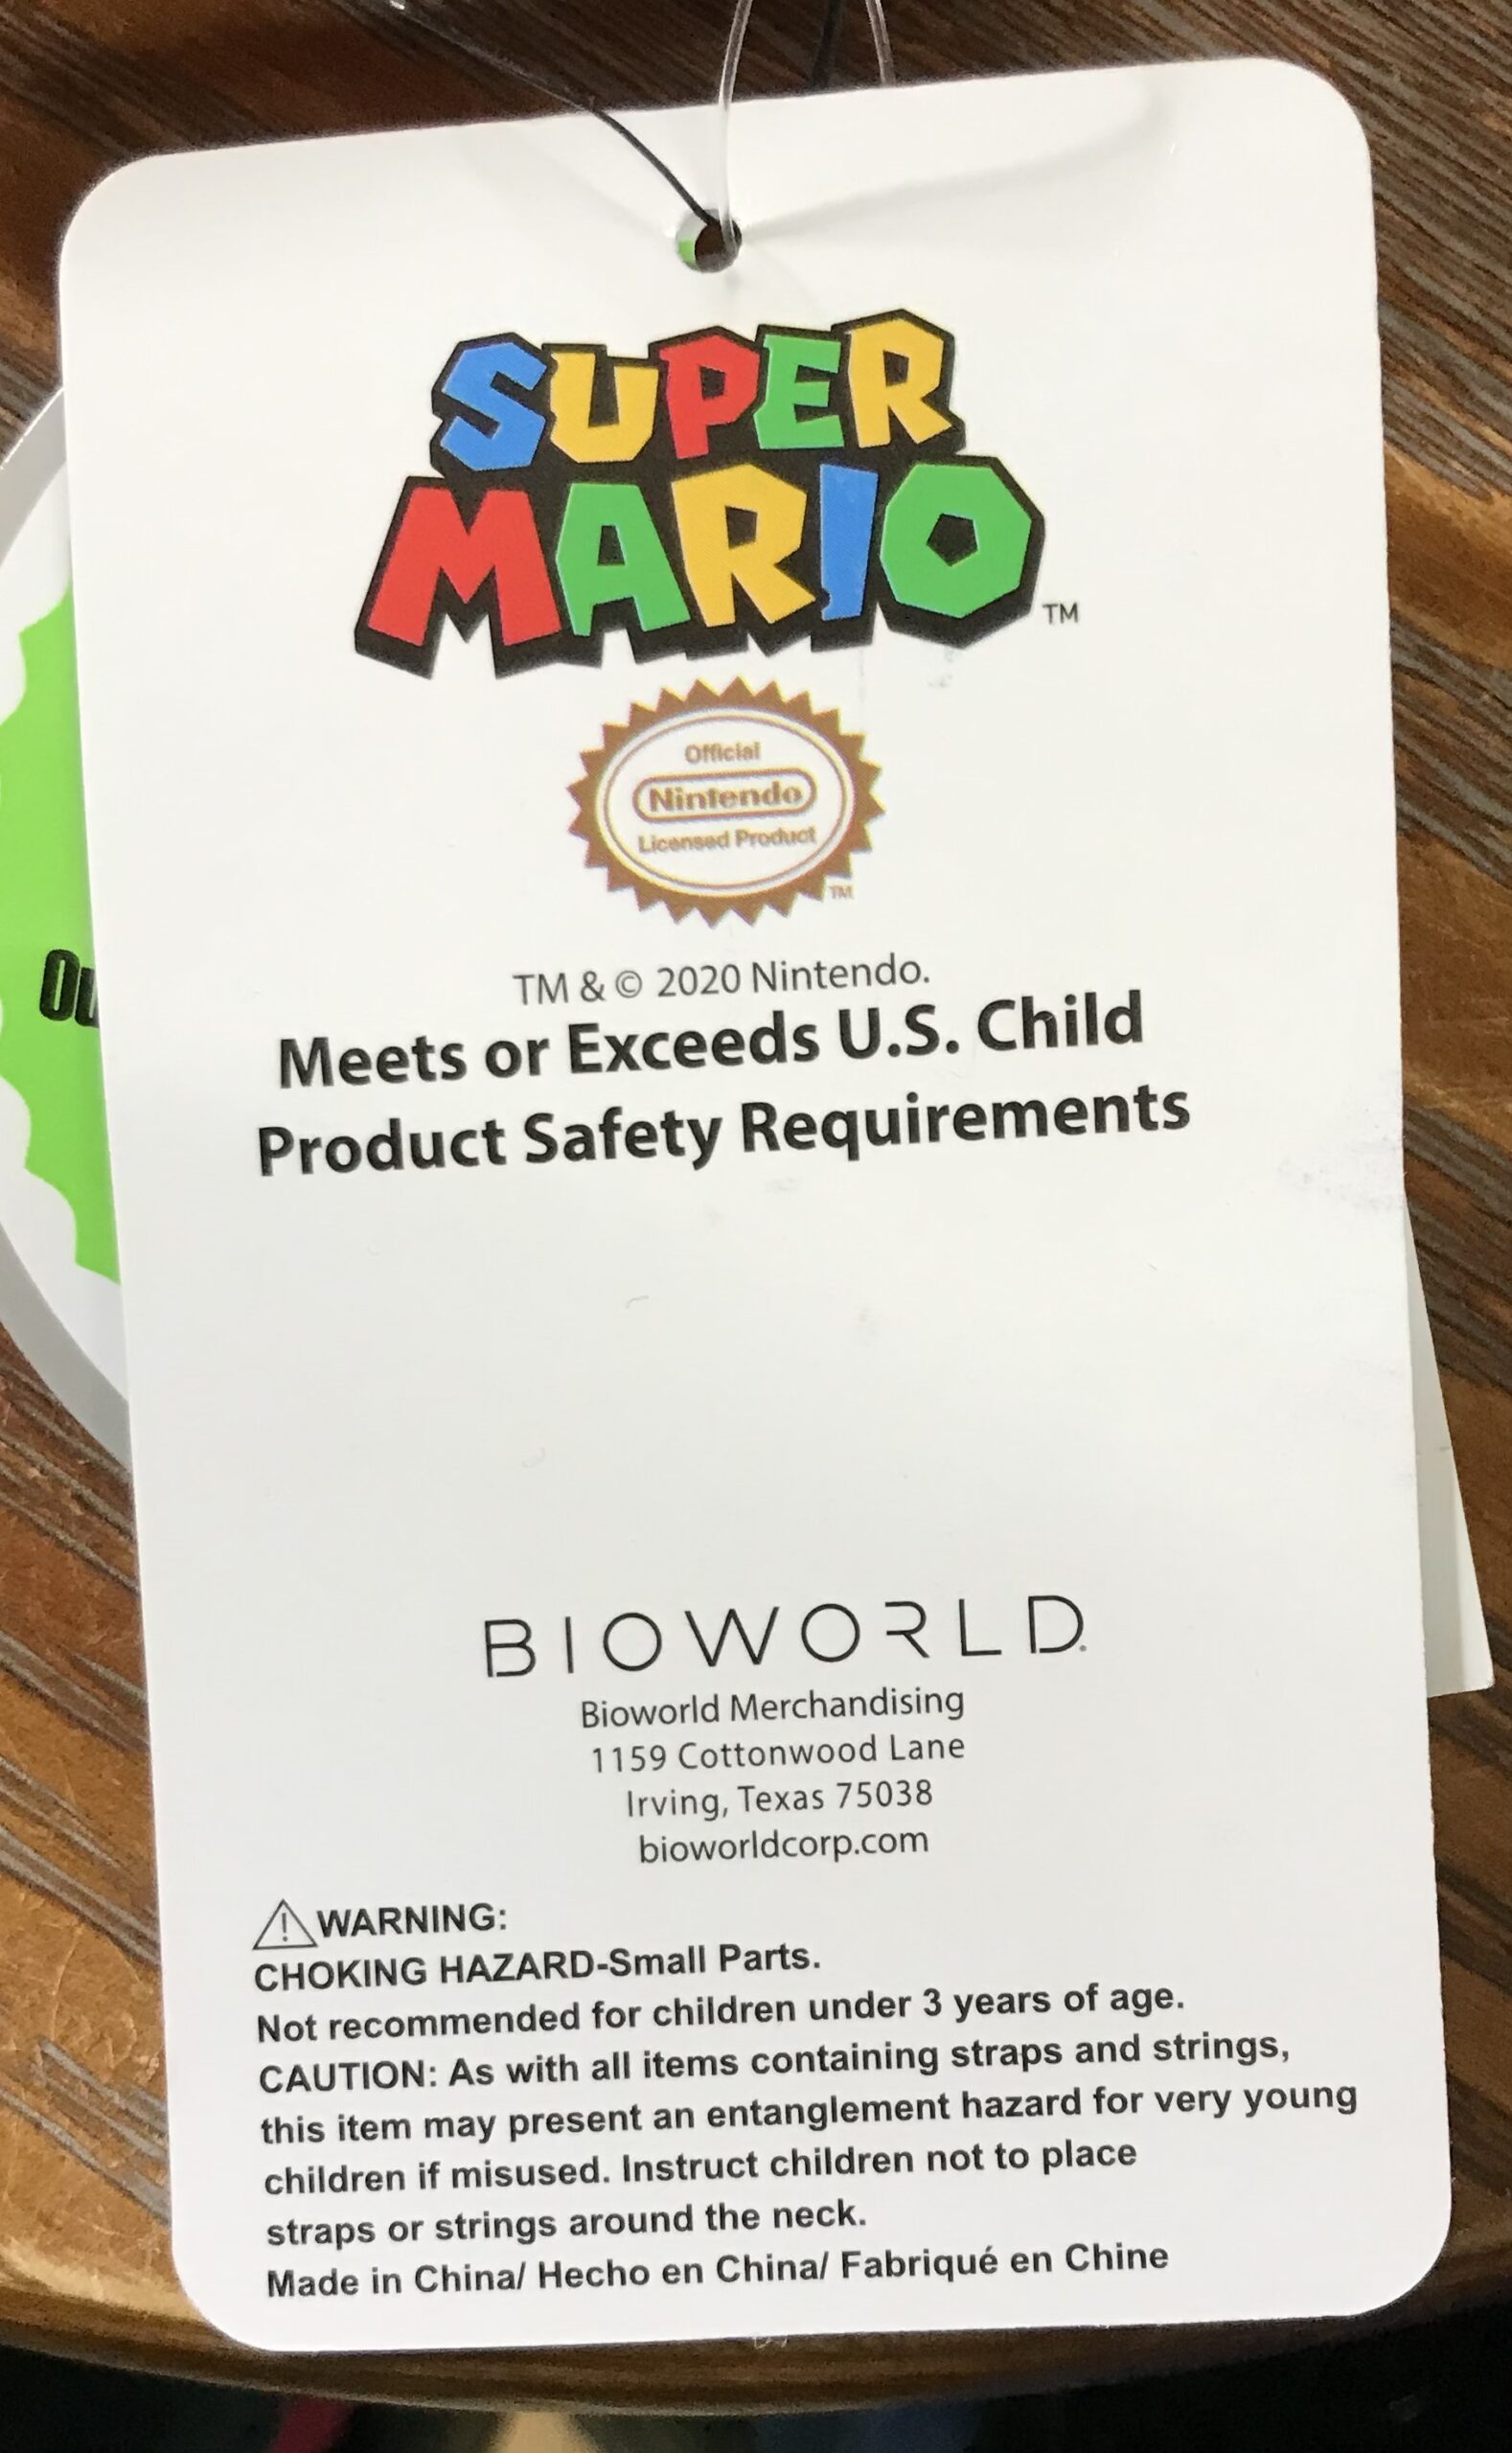 SUPER
MARIO™
Official
Nintendo
Licensed Product
TM
TM & © 2020 Nintendo.
Meets or Exceeds U.S. Child
Product Safety Requirements
BIOWORLD.
Bioworld Merchandising
1159 Cottonwood Lane
Irving, Texas 75038
bioworldcorp.com
WARNING:
CHOKING HAZARD-Small Parts.
Not recommended for children under 3 years of age.
CAUTION: As with all items containing straps and strings,
this item may present an entanglement hazard for very young
children if misused. Instruct children not to place
straps or strings around the neck.
Made in China/ Hecho en China/ Fabriqué en Chine